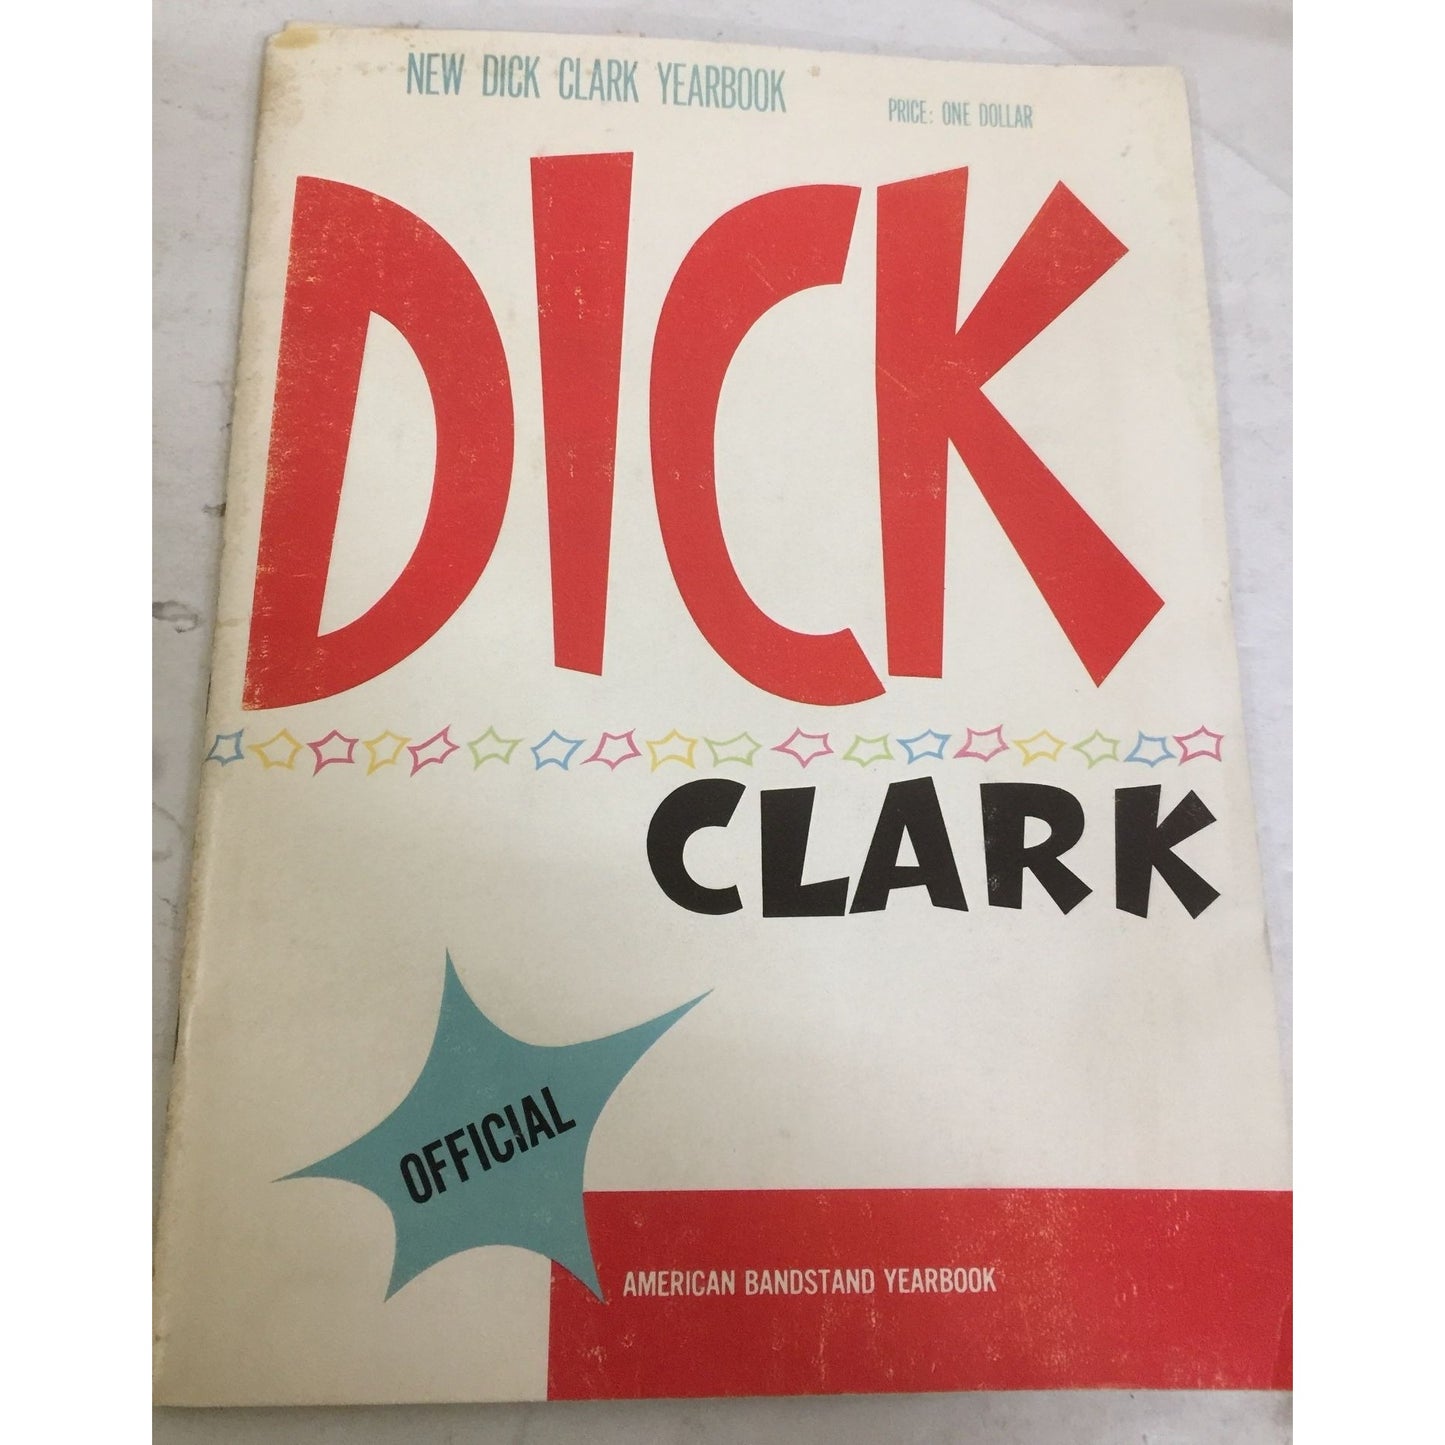 NEW DICK CLARK YEARBOOK
PRICE: ONE DOLLAR
DICK
CLARK
OFFICIAL
AMERICAN BANDSTAND YEARBOOK